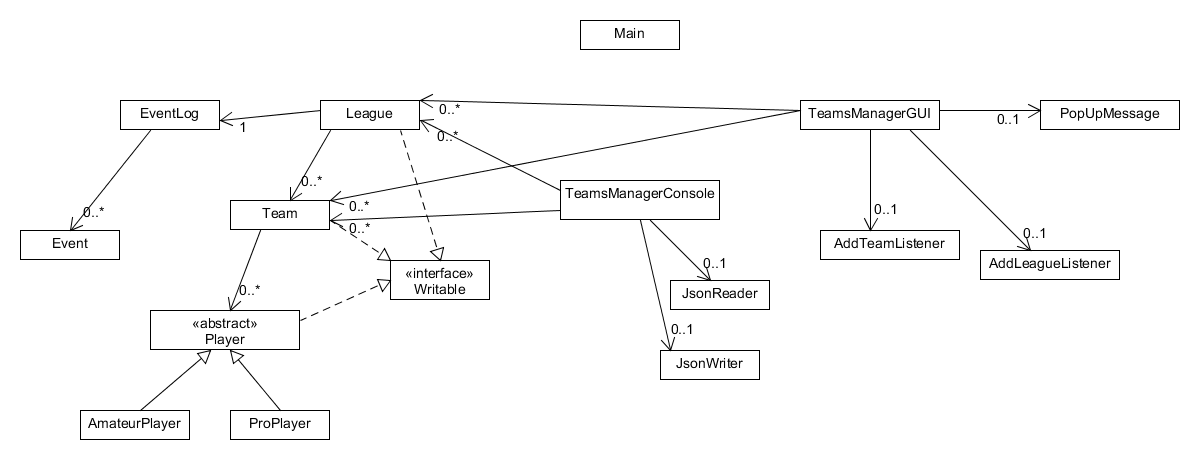 Main
EventLog
League
TeamsManagerGUI
PopUpMessage
1
0..*
0..*
0..1
TeamsManagerConsole
0..*
Team
0..*
0..*
0..*
Event
0..1
AddTeamListener
0..1
AddLeagueListener
«interface»
Writable
0..1
JsonReader
0..*
«abstract»
Player
0..1
JsonWriter
AmateurPlayer
ProPlayer